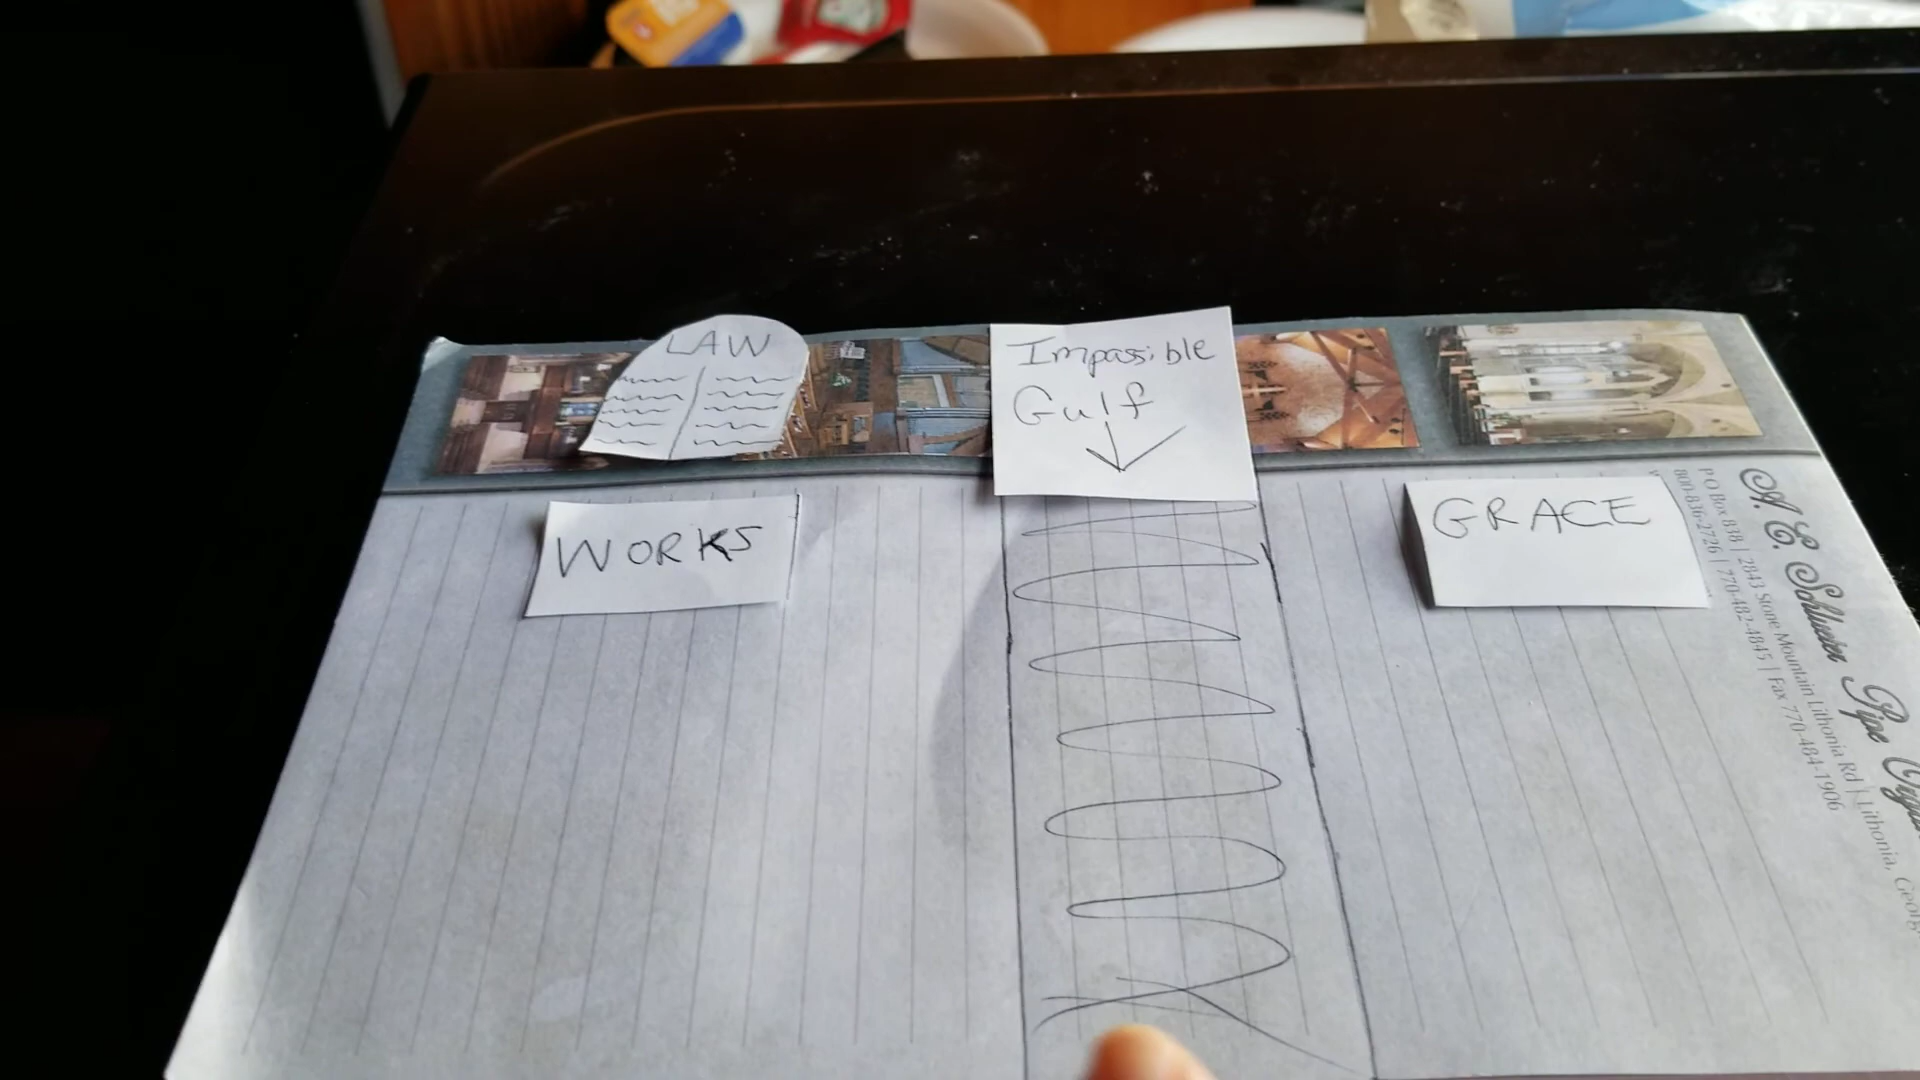 LAW
Impassible
Gulf
WORKS
GRACE
A. E. Schlueter Pipe Organ
P O Box 838 | 2843 Stone Mountain Lithonia Rd | Lithonia, Georg
800-836-2726 | 770-482-4845 | Fax 770-484-1906